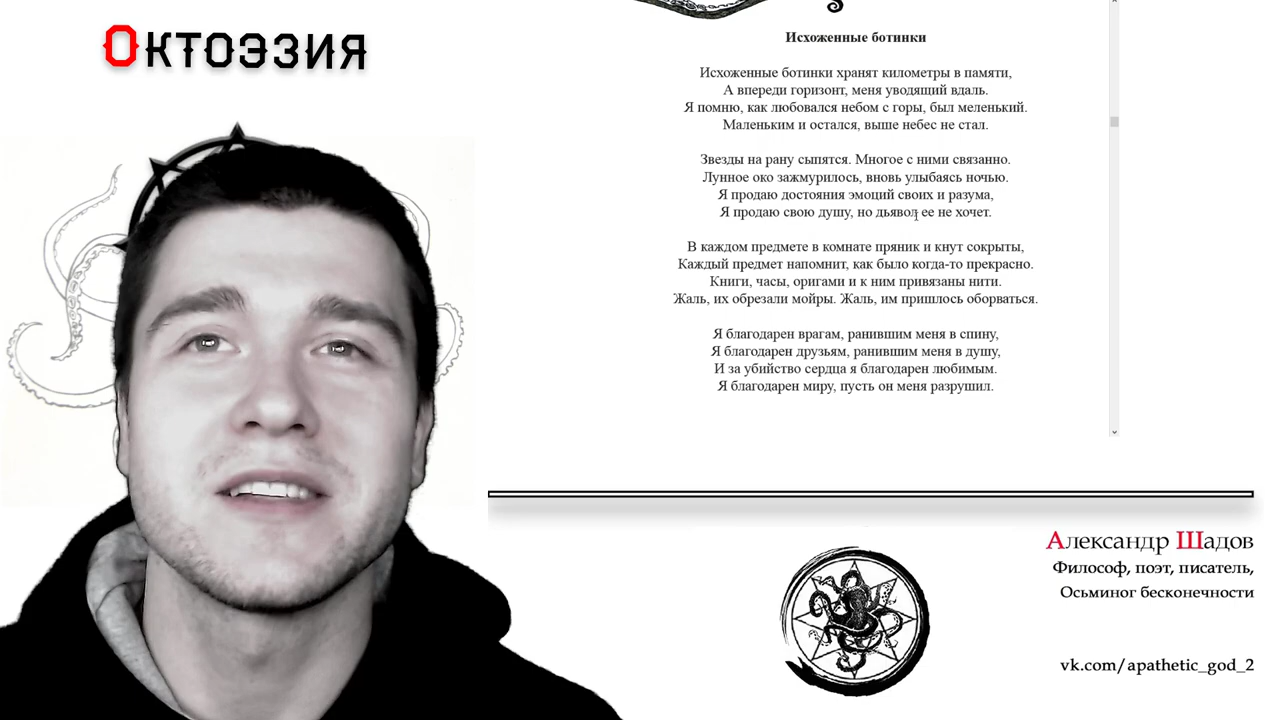 Октоэзия
Исхоженные ботинки
Исхоженные ботинки хранят километры в памяти,
А впереди горизонт, меня уводящий вдаль.
Я помню, как любовался небом с горы, был меленький.
Маленьким и остался, выше небес не стал.
Звезды на рану сыпятся. Многое с ними связанно.
Лунное око зажмурилось, вновь улыбаясь ночью.
Я продаю достояния эмоций своих и разума,
Я продаю свою душу, но дьявол ее не хочет.
В каждом предмете в комнате пряник и кнут сокрыты,
Каждый предмет напомнит, как было когда-то прекрасно.
Книги, часы, оригами и к ним привязаны нити.
Жаль, их обрезали мойры. Жаль, им пришлось оборваться.
Я благодарен врагам, ранившим меня в спину,
Я благодарен друзьям, ранившим меня в душу,
И за убийство сердца я благодарен любимым.
Я благодарен миру, пусть он меня разрушил.
Александр Шадов
Философ, поэт, писатель,
Осьминог бесконечности
vk.com/apathetic_god_2